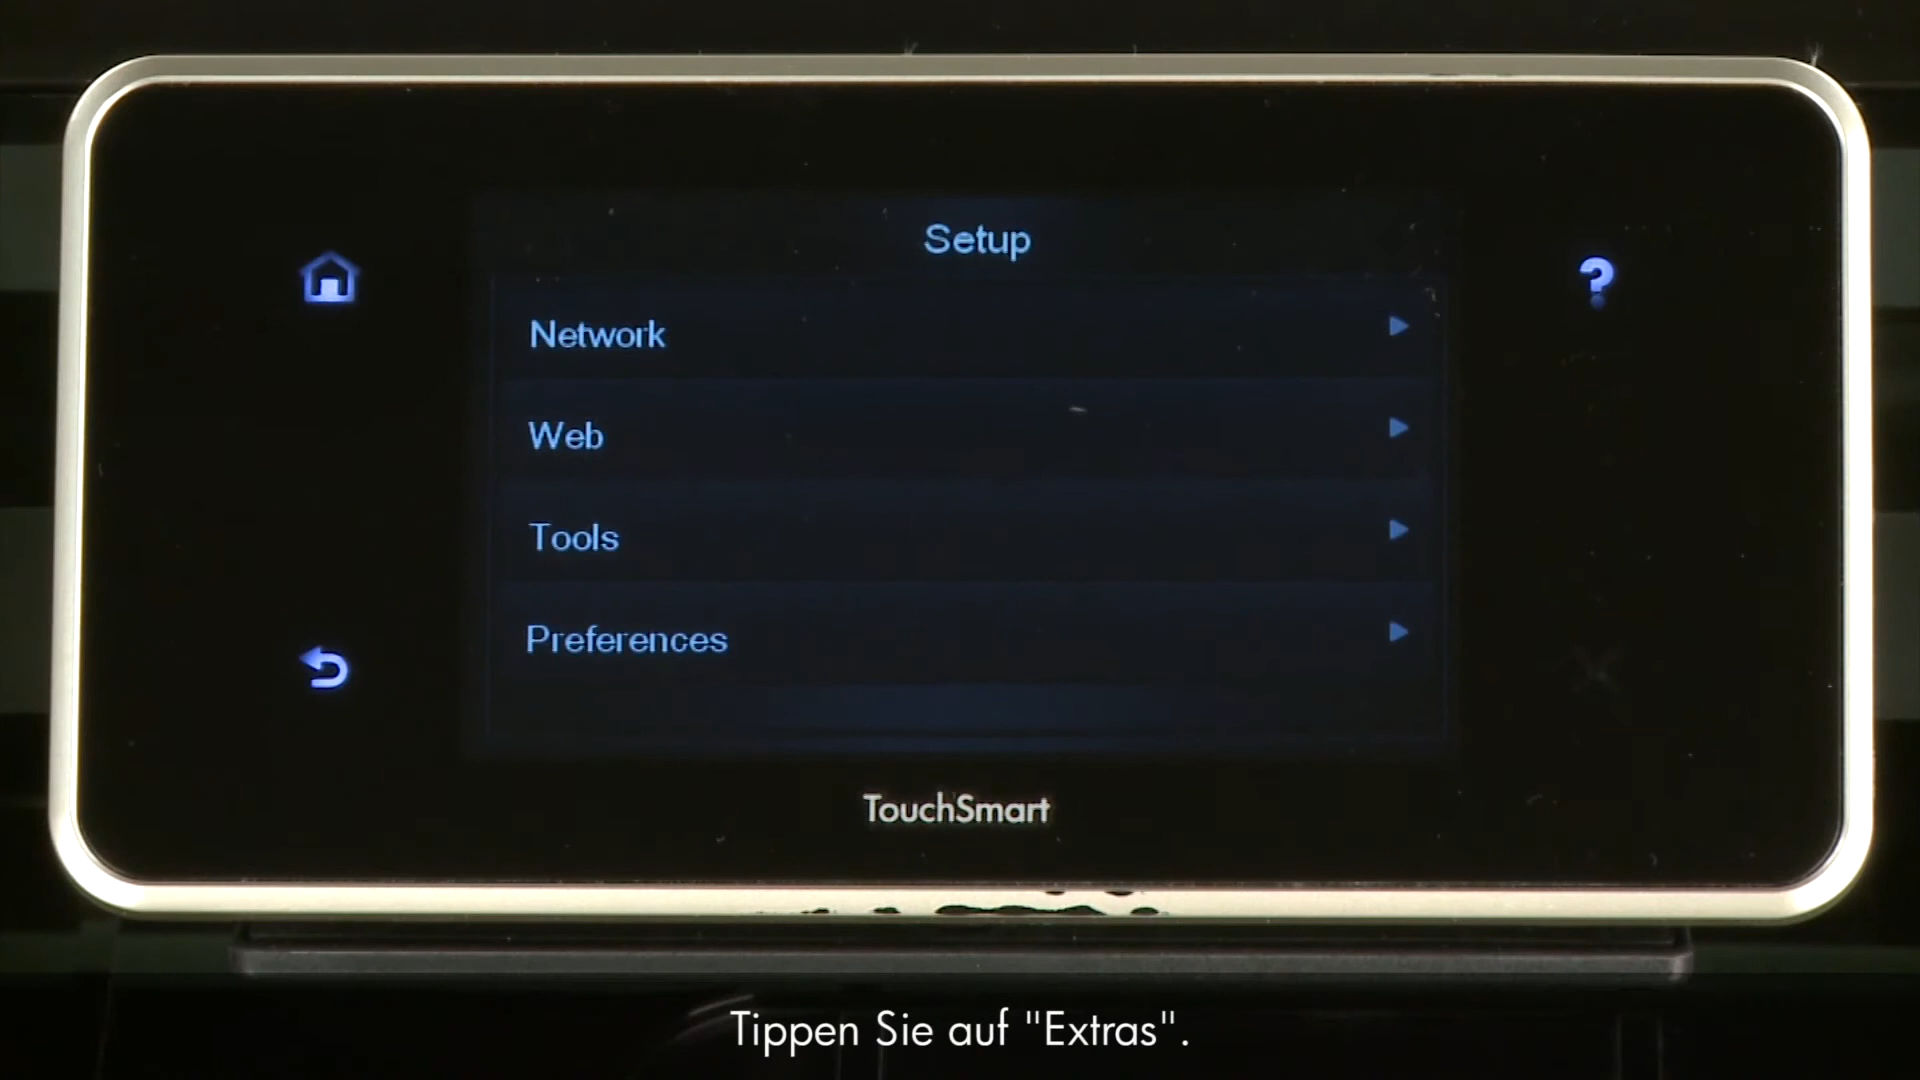 Setup
Network
Web
Tools
Preferences
TouchSmart
Tippen Sie auf "Extras".